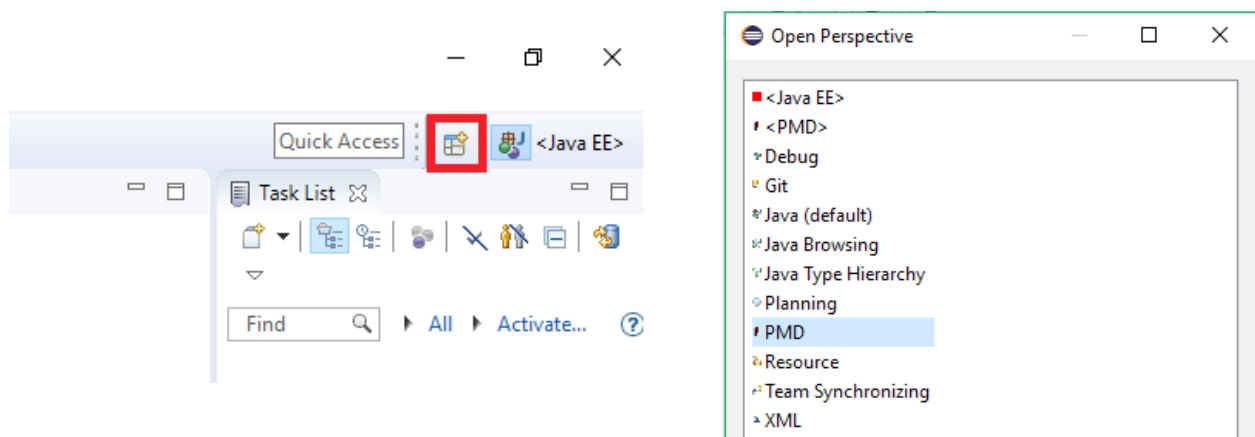 Quick Access
<Java EE>
Task List
Find
All
Activate...
Open Perspective
<Java EE>
<PMD>
Debug
Git
Java (default)
Java Browsing
Java Type Hierarchy
Planning
PMD
Resource
Team Synchronizing
XML